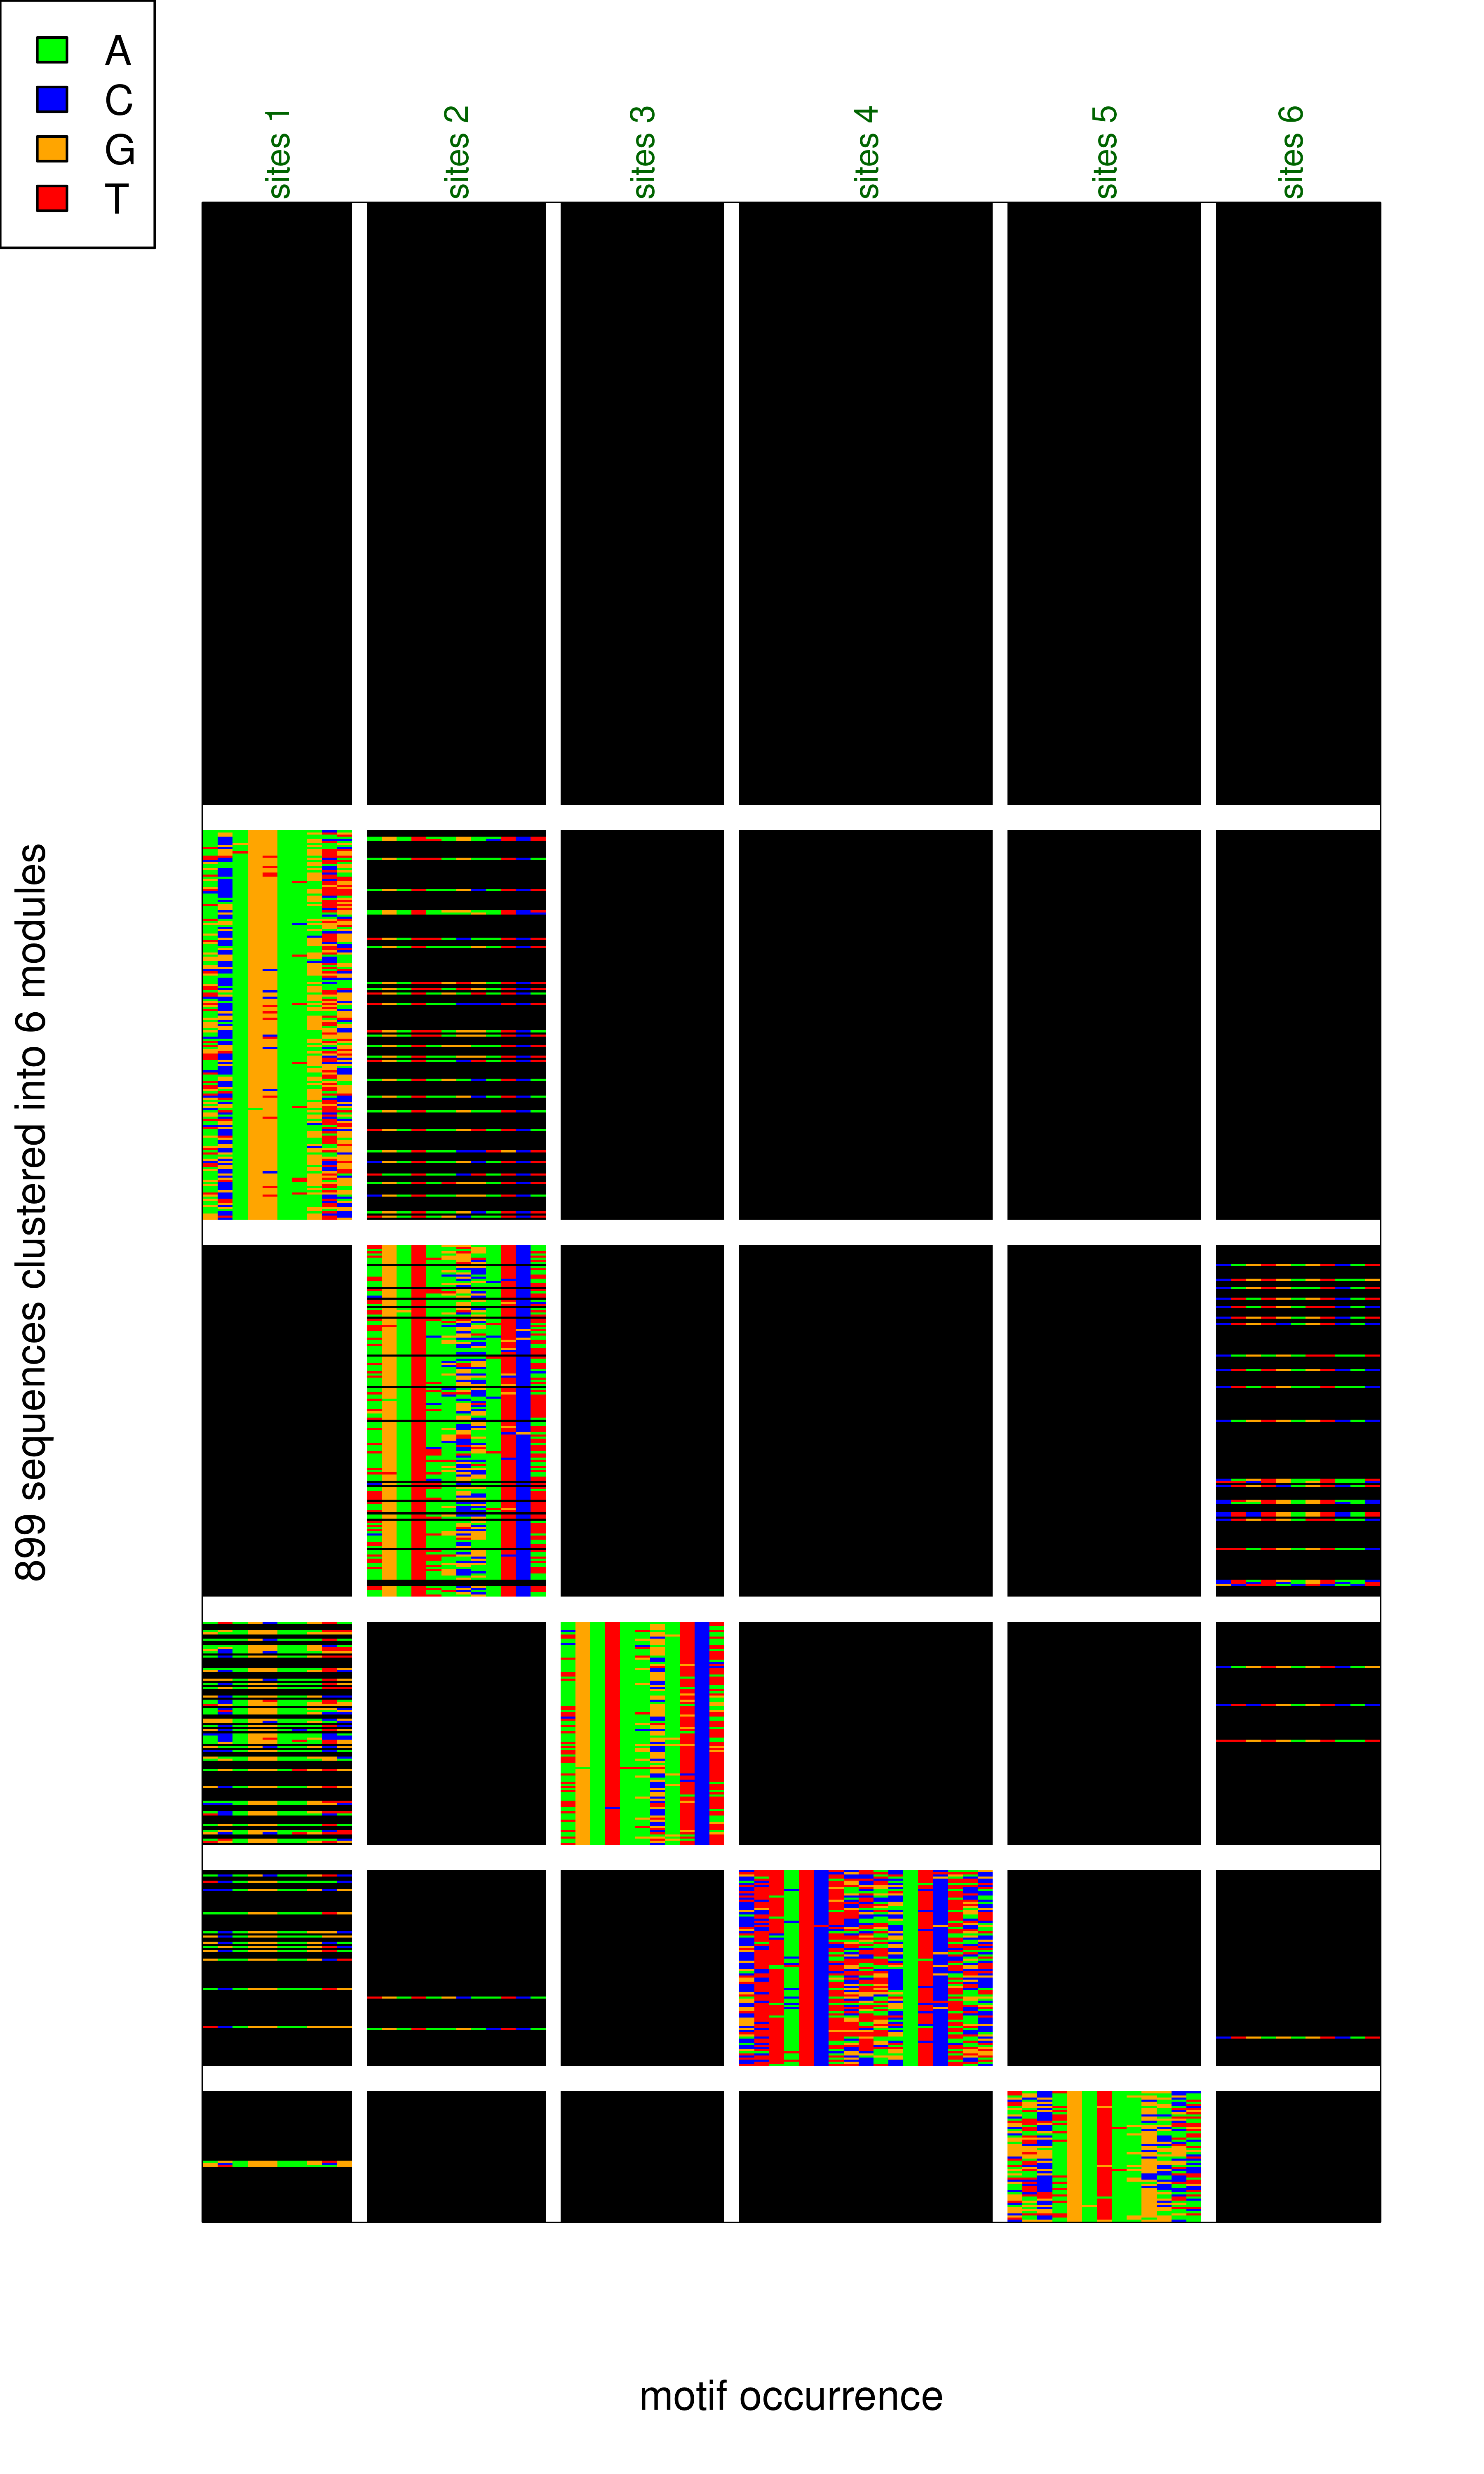 A
C
G
T
sites 1
sites 2
sites 3
sites 4
sites 5
sites 6
899 sequences clustered into 6 modules
motif occurrence